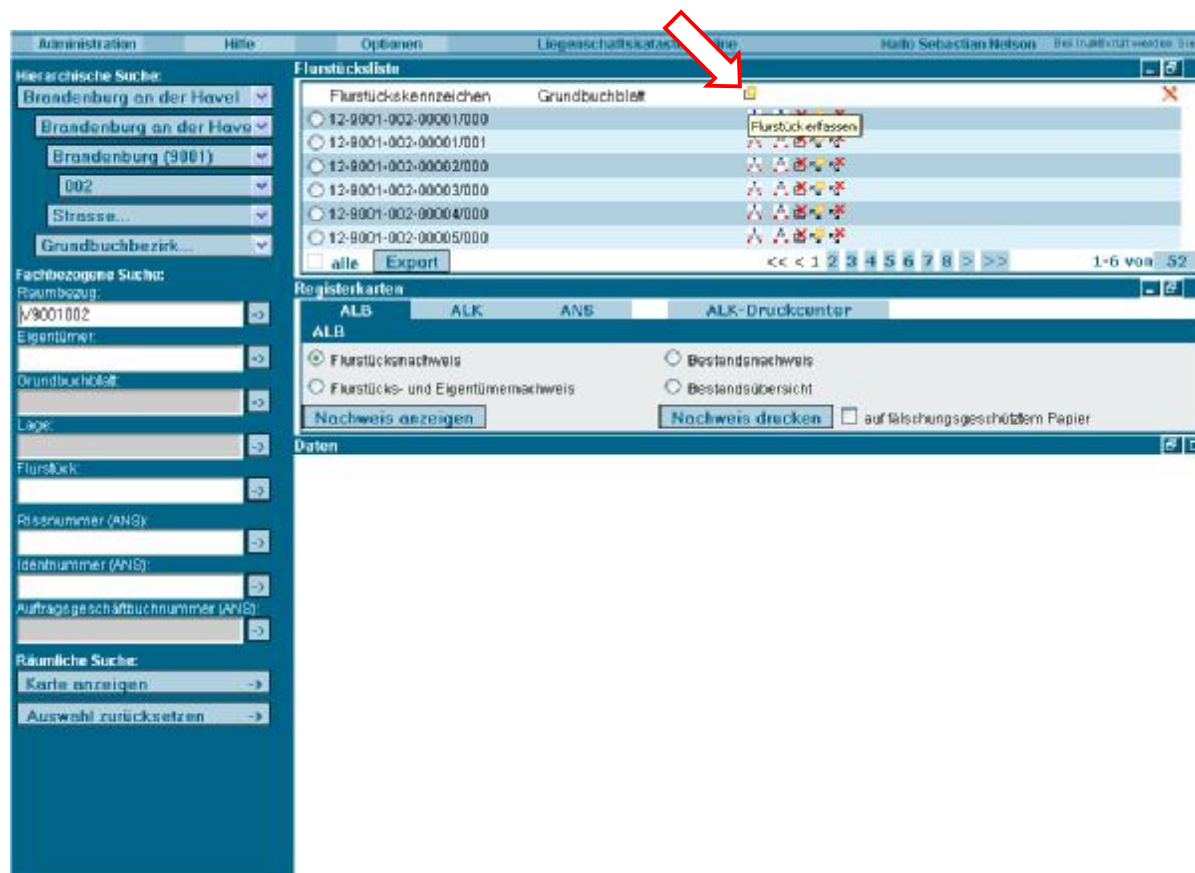 Administration Hilfe Optionen Hallo Sebastian Nelson
Hierarchische Suche:
Brandenburg an der Havel
Brandenburg an der Have
Brandenburg (9001)
002
Strasse...
Grundbuchbezirk...
Fachbezogene Suche:
Raumbezug:
v9001002
Eigentümer:
Grundbuchblatt:
Lage:
Flurstück:
Rissnummer (ANS):
Identnummer (ANS):
Auftragsgeschäftbuchnummer (ANS):
Räumliche Suche:
Karte anzeigen ->
Auswahl zurücksetzen ->
Flurstücksliste
Flurstückskennzeichen Grundbuchblatt
Flurstück erfassen
12-9001-002-00001/000
12-9001-002-00001/001
12-9001-002-00002/000
12-9001-002-00003/000
12-9001-002-00004/000
12-9001-002-00005/000
alle Export << < 1 2 3 4 5 6 7 8 > >> 1-6 von 52
Registerkarten
ALB ALK ANS ALK-Druckcenter
ALB
Flurstücksnachweis Bestandsnachweis
Flurstücks- und Eigentümernachweis Bestandsübersicht
Nachweis anzeigen Nachweis drucken auf fälschungsgeschütztem Papier
Daten